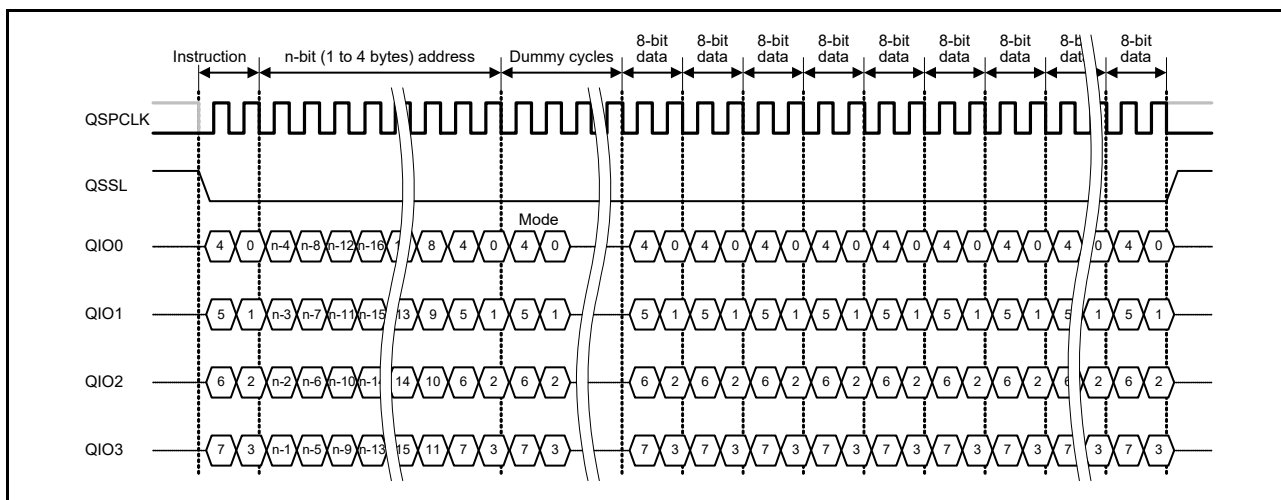 8-bit 8-bit 8-bit 8-bit 8-bit 8-bit 8-bit 8-bit
Instruction n-bit (1 to 4 bytes) address Dummy cycles data data data data data data data data
QSPCLK
QSSL
Mode
QIO0 4 0 n-4 n-8 n-12 n-16 8 4 0 4 0 4 0 4 0 4 0 4 0 4 0 4 0 4 0 4 0 4 0
QIO1 5 1 n-3 n-7 n-11 n-15 13 9 5 1 5 1 5 1 5 1 5 1 5 1 5 1 5 1 5 1 5 1 5 1
QIO2 6 2 n-2 n-6 n-10 n-14 14 10 6 2 6 2 6 2 6 2 6 2 6 2 6 2 6 2 6 2 6 2 6 2
QIO3 7 3 n-1 n-5 n-9 n-13 15 11 7 3 7 3 7 3 7 3 7 3 7 3 7 3 7 3 7 3 7 3 7 3